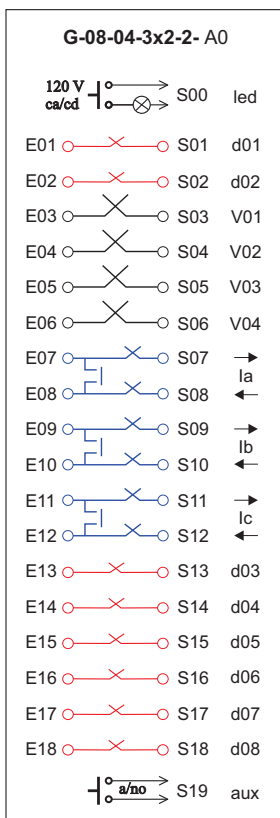 G-08-04-3x2-2- A0
120 V
ca/cd
S00 led
E01 S01 d01
E02 S02 d02
E03 S03 V01
E04 S04 V02
E05 S05 V03
E06 S06 V04
E07 S07
Ia
E08 S08
E09 S09
Ib
E10 S10
E11 S11
Ic
E12 S12
E13 S13 d03
E14 S14 d04
E15 S15 d05
E16 S16 d06
E17 S17 d07
E18 S18 d08
a/no S19 aux